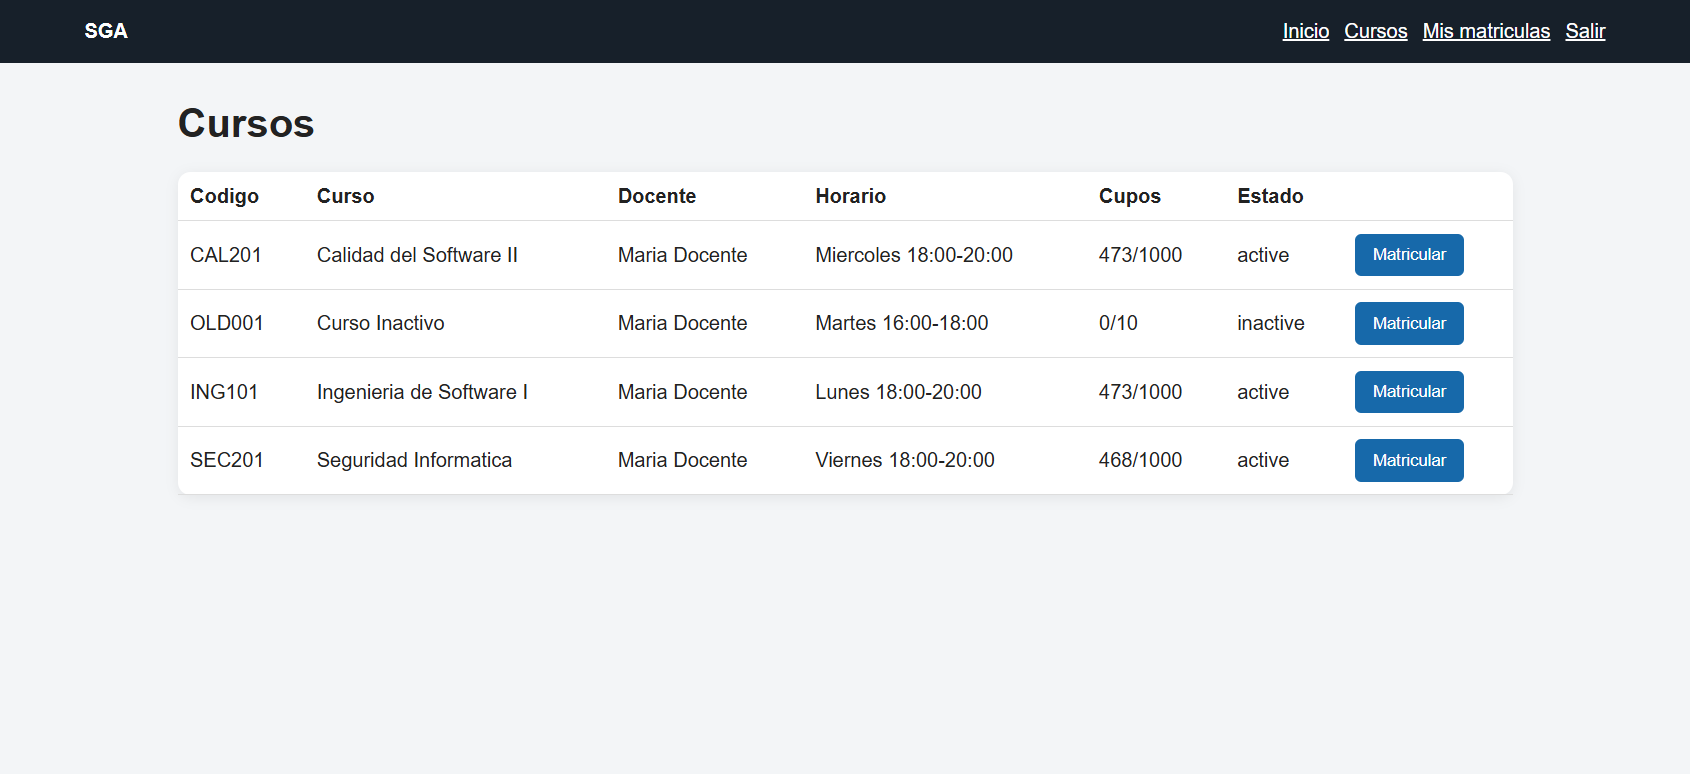 SGA Inicio Cursos Mis matriculas Salir
Cursos
Codigo Curso Docente Horario Cupos Estado
CAL201 Calidad del Software II Maria Docente Miercoles 18:00-20:00 473/1000 active Matricular
OLD001 Curso Inactivo Maria Docente Martes 16:00-18:00 0/10 inactive Matricular
ING101 Ingenieria de Software I Maria Docente Lunes 18:00-20:00 473/1000 active Matricular
SEC201 Seguridad Informatica Maria Docente Viernes 18:00-20:00 468/1000 active Matricular